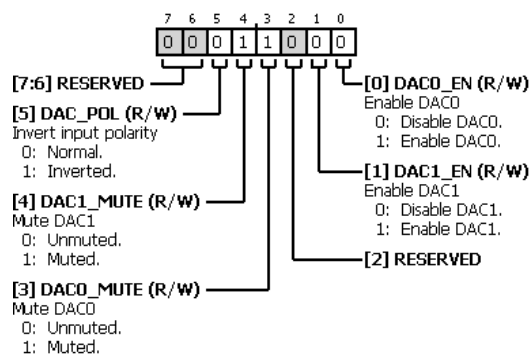 7 6 5 4 3 2 1 0
0 0 0 1 1 0 0 0
[7:6] RESERVED
[5] DAC_POL (R/W)
Invert input polarity
0: Normal.
1: Inverted.
[4] DAC1_MUTE (R/W)
Mute DAC1
0: Unmuted.
1: Muted.
[3] DAC0_MUTE (R/W)
Mute DAC0
0: Unmuted.
1: Muted.
[0] DAC0_EN (R/W)
Enable DAC0
0: Disable DAC0.
1: Enable DAC0.
[1] DAC1_EN (R/W)
Enable DAC1
0: Disable DAC1.
1: Enable DAC1.
[2] RESERVED